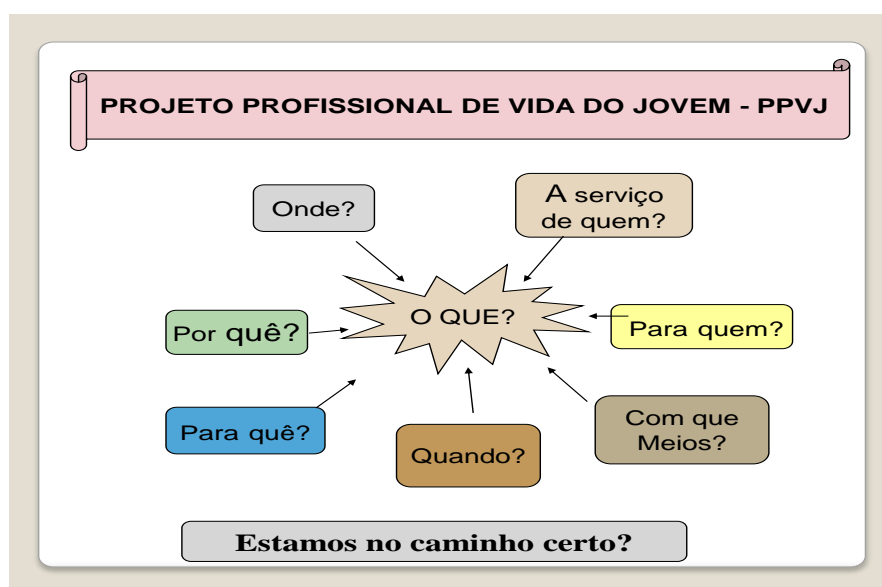 PROJETO PROFISSIONAL DE VIDA DO JOVEM - PPVJ
Onde?
A serviço
de quem?
O QUE?
Por quê?
Para quem?
Para quê?
Quando?
Com que
Meios?
Estamos no caminho certo?